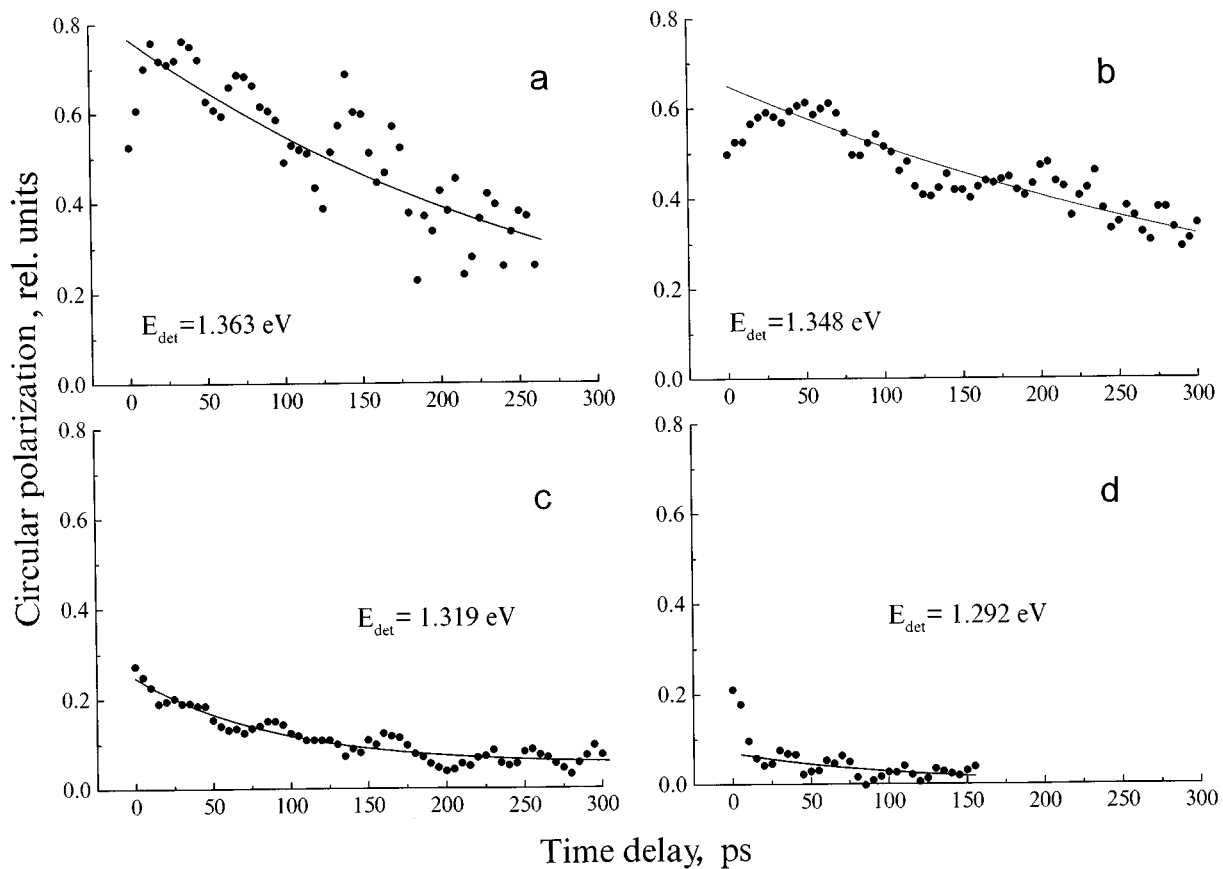 Circular polarization, rel. units
0.8
0.6
0.4
0.2
0.0
a
E_det=1.363 eV
0 50 100 150 200 250 300
0.8
0.6
0.4
0.2
0.0
b
E_det=1.348 eV
0 50 100 150 200 250 300
0.8
0.6
0.4
0.2
0.0
c
E_det= 1.319 eV
0 50 100 150 200 250 300
0.8
0.6
0.4
0.2
0.0
d
E_det= 1.292 eV
0 50 100 150 200 250 300
Time delay, ps